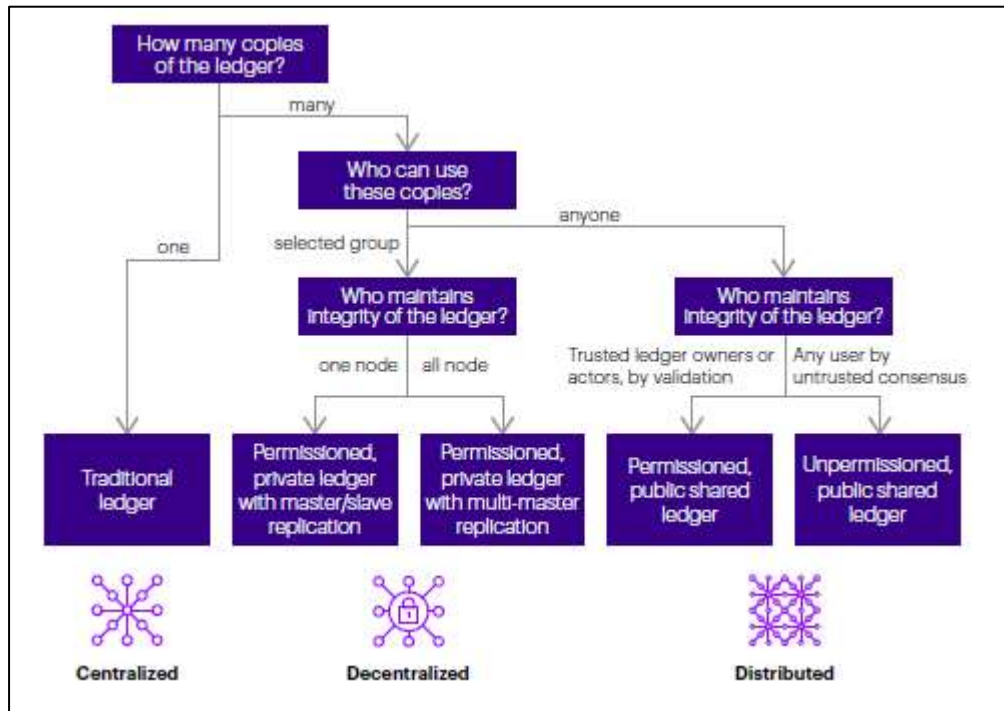 How many copies
of the ledger?
many
Who can use
these copies?
anyone
one
selected group
Who maintains
integrity of the ledger?
Who maintains
integrity of the ledger?
one node
all node
Trusted ledger owners or
actors, by validation
Any user by
untrusted consensus
Traditional
ledger
Permissioned,
private ledger
with master/slave
replication
Permissioned,
private ledger
with multi-master
replication
Permissioned,
public shared
ledger
Unpermissioned,
public shared
ledger
Centralized
Decentralized
Distributed